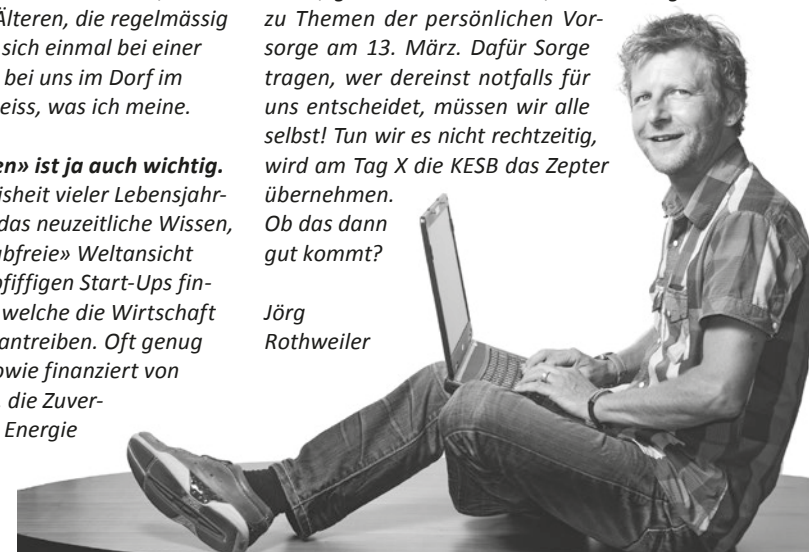 Älteren, die regelmässig
sich einmal bei einer
bei uns im Dorf im
eiss, was ich meine.
en» ist ja auch wichtig.
isheit vieler Lebensjahr-
das neuzeitliche Wissen,
abfreie» Weltansicht
pfiffigen Start-Ups fin-
welche die Wirtschaft
antreiben. Oft genug
owie finanziert von
die Zuver-
Energie
zu Themen der persönlichen Vor-
sorge am 13. März. Dafür Sorge
tragen, wer dereinst notfalls für
uns entscheidet, müssen wir alle
selbst! Tun wir es nicht rechtzeitig,
wird am Tag X die KESB das Zepter
übernehmen.
Ob das dann
gut kommt?
Jörg
Rothweiler